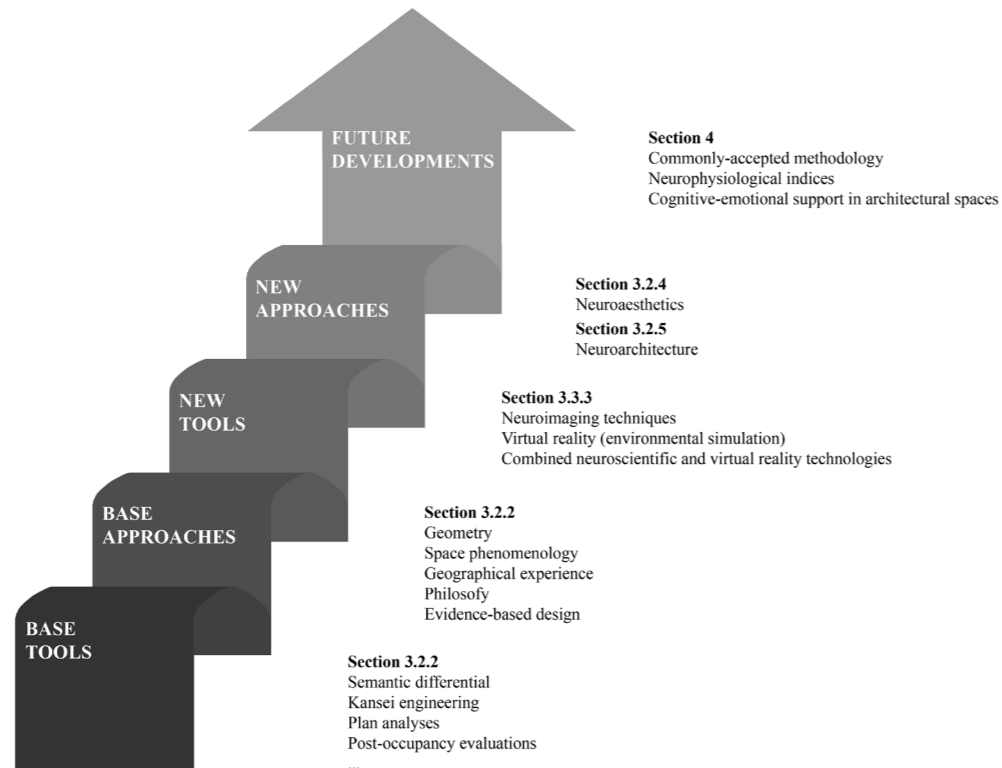 FUTURE
DEVELOPMENTS
Section 4
Commonly-accepted methodology
Neurophysiological indices
Cognitive-emotional support in architectural spaces
NEW
APPROACHES
Section 3.2.4
Neuroaesthetics
Section 3.2.5
Neuroarchitecture
NEW
TOOLS
Section 3.3.3
Neuroimaging techniques
Virtual reality (environmental simulation)
Combined neuroscientific and virtual reality technologies
BASE
APPROACHES
Section 3.2.2
Geometry
Space phenomenology
Geographical experience
Philosofy
Evidence-based design
BASE
TOOLS
Section 3.2.2
Semantic differential
Kansei engineering
Plan analyses
Post-occupancy evaluations
...